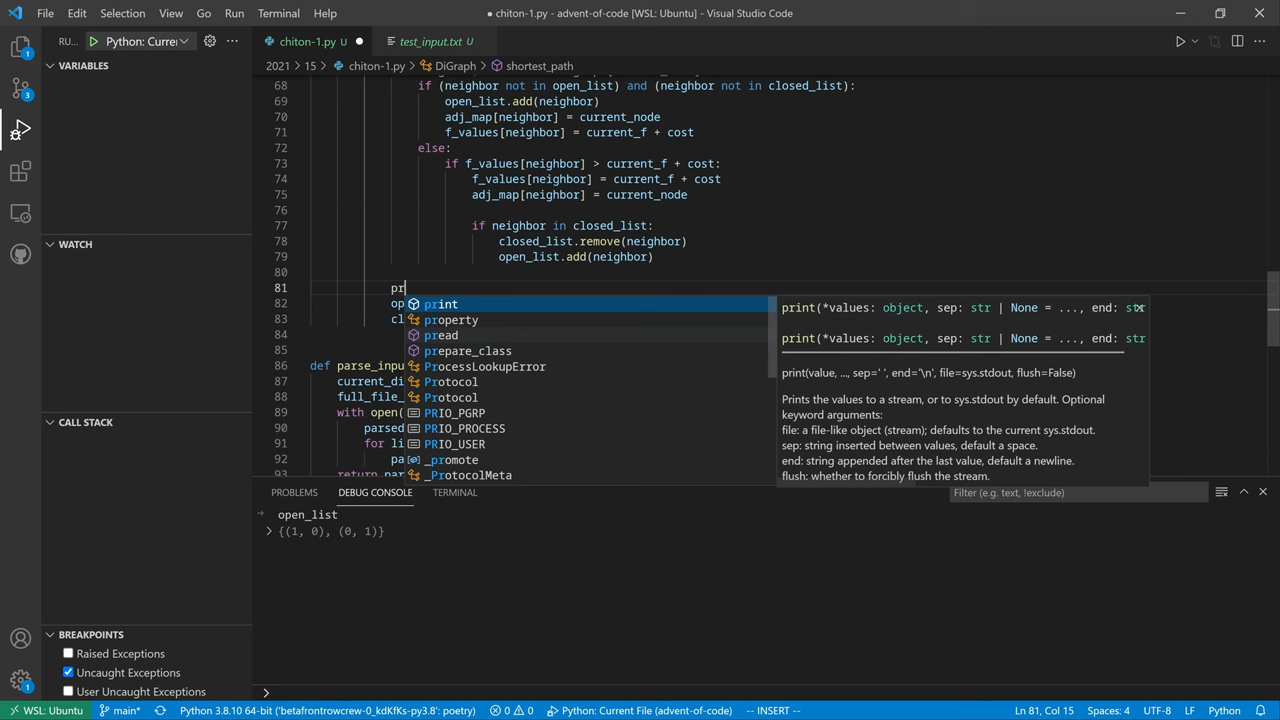 File Edit Selection View Go Run Terminal Help
● chiton-1.py - advent-of-code [WSL: Ubuntu] - Visual Studio Code
RU... Python: Curre
chiton-1.py U ●
test_input.txt U
2021 > 15 > chiton-1.py > DiGraph > shortest_path
VARIABLES
WATCH
CALL STACK
BREAKPOINTS
Raised Exceptions
Uncaught Exceptions
User Uncaught Exceptions
68 if (neighbor not in open_list) and (neighbor not in closed_list):
69 open_list.add(neighbor)
70 adj_map[neighbor] = current_node
71 f_values[neighbor] = current_f + cost
72 else:
73 if f_values[neighbor] > current_f + cost:
74 f_values[neighbor] = current_f + cost
75 adj_map[neighbor] = current_node
76
77 if neighbor in closed_list:
78 closed_list.remove(neighbor)
79 open_list.add(neighbor)
80
81 pr
82 op
83 cl
84
85
86 def parse_inpu
87 current_di
88 full_file_
89 with open(
90 parsed
91 for li
92 pa
93 return par
print
property
pread
prepare_class
ProcessLookupError
Protocol
Protocol
PRIO_PGRP
PRIO_PROCESS
PRIO_USER
_promote
_ProtocolMeta
print(*values: object, sep: str | None = ..., end: str
print(*values: object, sep: str | None = ..., end: str
print(value, ..., sep=' ', end='\n', file=sys.stdout, flush=False)
Prints the values to a stream, or to sys.stdout by default. Optional
keyword arguments:
file: a file-like object (stream); defaults to the current sys.stdout.
sep: string inserted between values, default a space.
end: string appended after the last value, default a newline.
flush: whether to forcibly flush the stream.
PROBLEMS DEBUG CONSOLE TERMINAL
Filter (e.g. text, !exclude)
open_list
> {(1, 0), (0, 1)}
>
WSL: Ubuntu main* Python 3.8.10 64-bit ('betafrontrowcrew-0_kdKfKs-py3.8': poetry) 0 0 Python: Current File (advent-of-code) -- INSERT -- Ln 81, Col 15 Spaces: 4 UTF-8 LF Python